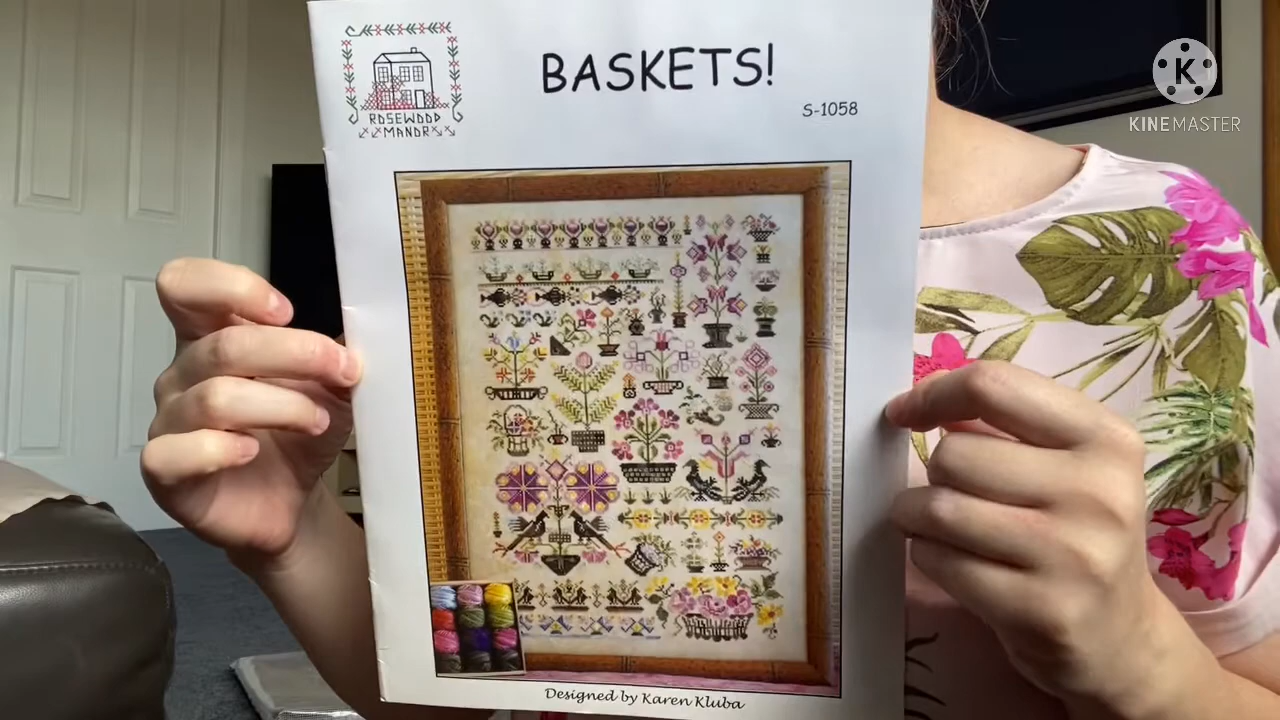 ROSEWOOD
MANOR
BASKETS!
S-1058
Designed by Karen Kluba
K
KINEMASTER